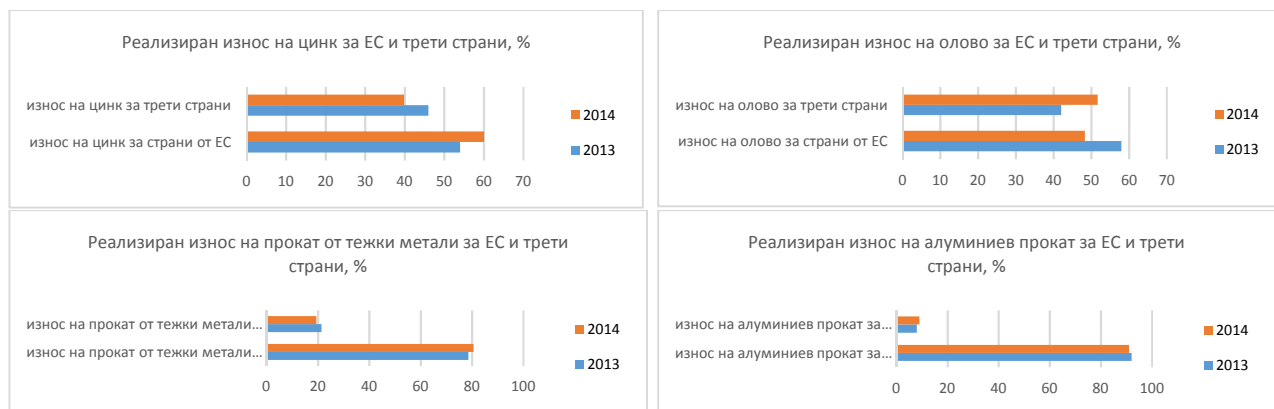 Реализиран износ на цинк за ЕС и трети страни, %
износ на цинк за трети страни
износ на цинк за страни от ЕС
2014
2013
0 10 20 30 40 50 60 70
Реализиран износ на олово за ЕС и трети страни, %
износ на олово за трети страни
износ на олово за страни от ЕС
2014
2013
0 10 20 30 40 50 60 70
Реализиран износ на прокат от тежки метали за ЕС и трети
страни, %
износ на прокат от тежки метали…
износ на прокат от тежки метали…
2014
2013
0 20 40 60 80 100
Реализиран износ на алуминиев прокат за ЕС и трети
страни, %
износ на алуминиев прокат за…
износ на алуминиев прокат за…
2014
2013
0 20 40 60 80 100